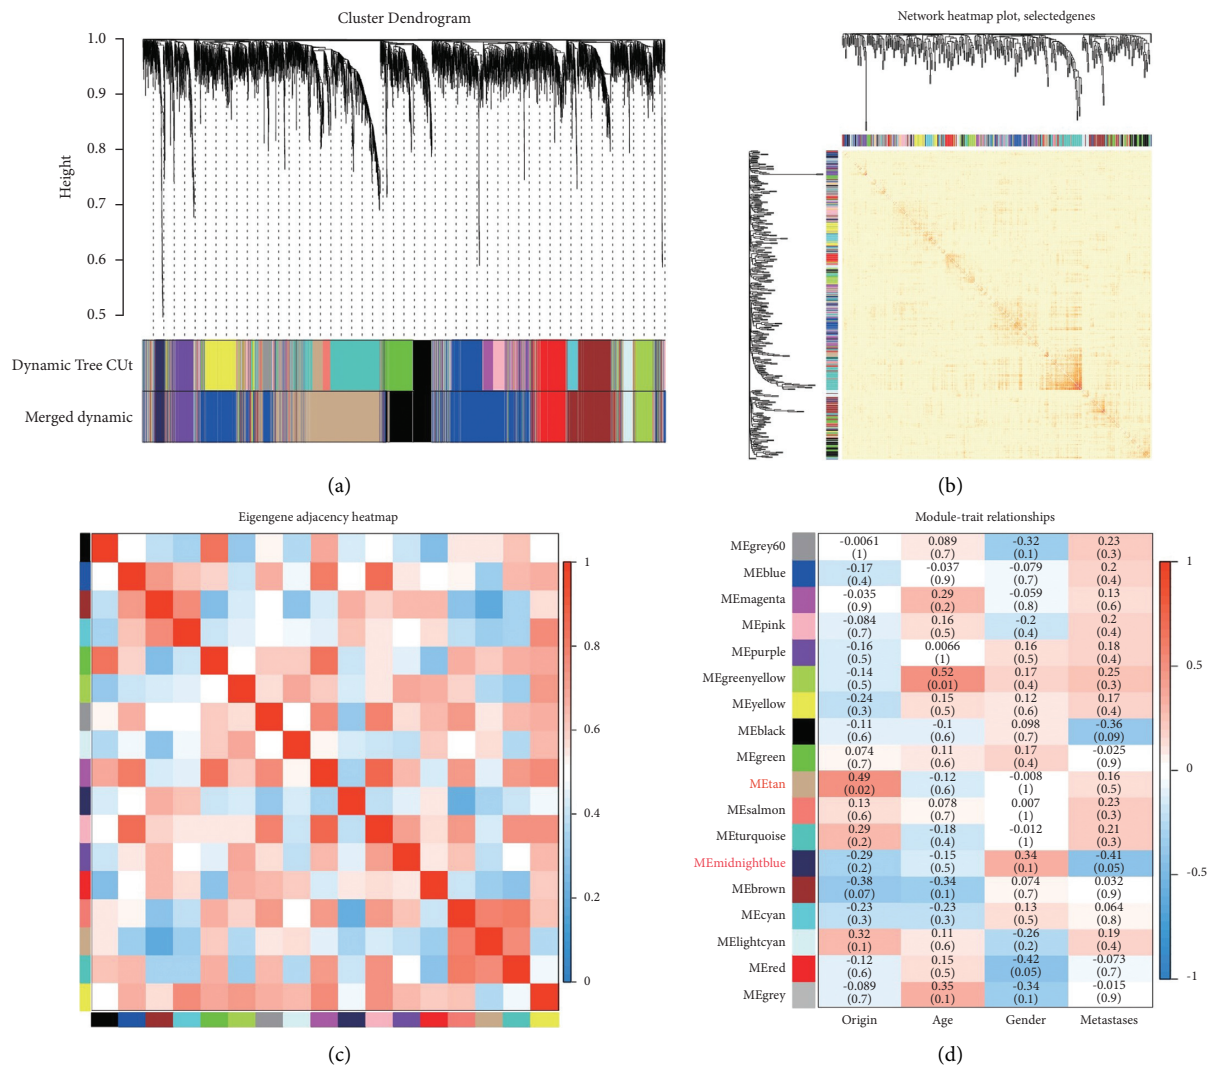 Cluster Dendrogram
1.0
0.9
0.8
0.7
0.6
0.5
Height
Dynamic Tree CUt
Merged dynamic
(a)
Network heatmap plot, selectedgenes
(b)
Eigengene adjacency heatmap
1
0.8
0.6
0.4
0.2
0
(c)
Module-trait relationships
MEgrey60 -0.0061 0.089 -0.32 0.23
(1) (0.7) (0.1) (0.3)
MEblue -0.17 -0.037 -0.079 0.2
(0.4) (0.9) (0.7) (0.4)
MEmagenta -0.035 0.29 -0.059 0.13
(0.9) (0.2) (0.8) (0.6)
MEpink -0.084 0.16 -0.2 0.2
(0.7) (0.5) (0.4) (0.4)
MEpurple -0.16 0.0066 0.16 0.18
(0.5) (1) (0.5) (0.4)
MEgreenyellow -0.14 0.52 0.17 0.25
(0.5) (0.01) (0.4) (0.3)
MEyellow -0.24 0.15 0.12 0.17
(0.3) (0.5) (0.6) (0.4)
MEblack -0.11 -0.1 0.098 -0.36
(0.6) (0.6) (0.7) (0.09)
MEgreen 0.074 0.11 0.17 -0.025
(0.7) (0.6) (0.4) (0.9)
MEtan 0.49 -0.12 -0.008 0.16
(0.02) (0.6) (1) (0.5)
MEsalmon 0.13 0.078 0.007 0.23
(0.6) (0.7) (1) (0.3)
MEturquoise 0.29 -0.18 -0.012 0.21
(0.2) (0.4) (1) (0.3)
MEmidnightblue -0.29 -0.15 0.34 -0.41
(0.2) (0.5) (0.1) (0.05)
MEbrown -0.38 -0.34 0.074 0.032
(0.07) (0.1) (0.7) (0.9)
MEcyan -0.23 -0.23 0.13 0.064
(0.3) (0.3) (0.5) (0.8)
MElightcyan 0.32 0.11 -0.26 0.19
(0.1) (0.6) (0.2) (0.4)
MEred -0.12 0.15 -0.42 -0.073
(0.6) (0.5) (0.05) (0.7)
MEgrey -0.089 0.35 -0.34 -0.015
(0.7) (0.1) (0.1) (0.9)
Origin Age Gender Metastases
1
0.5
0
-0.5
-1
(d)